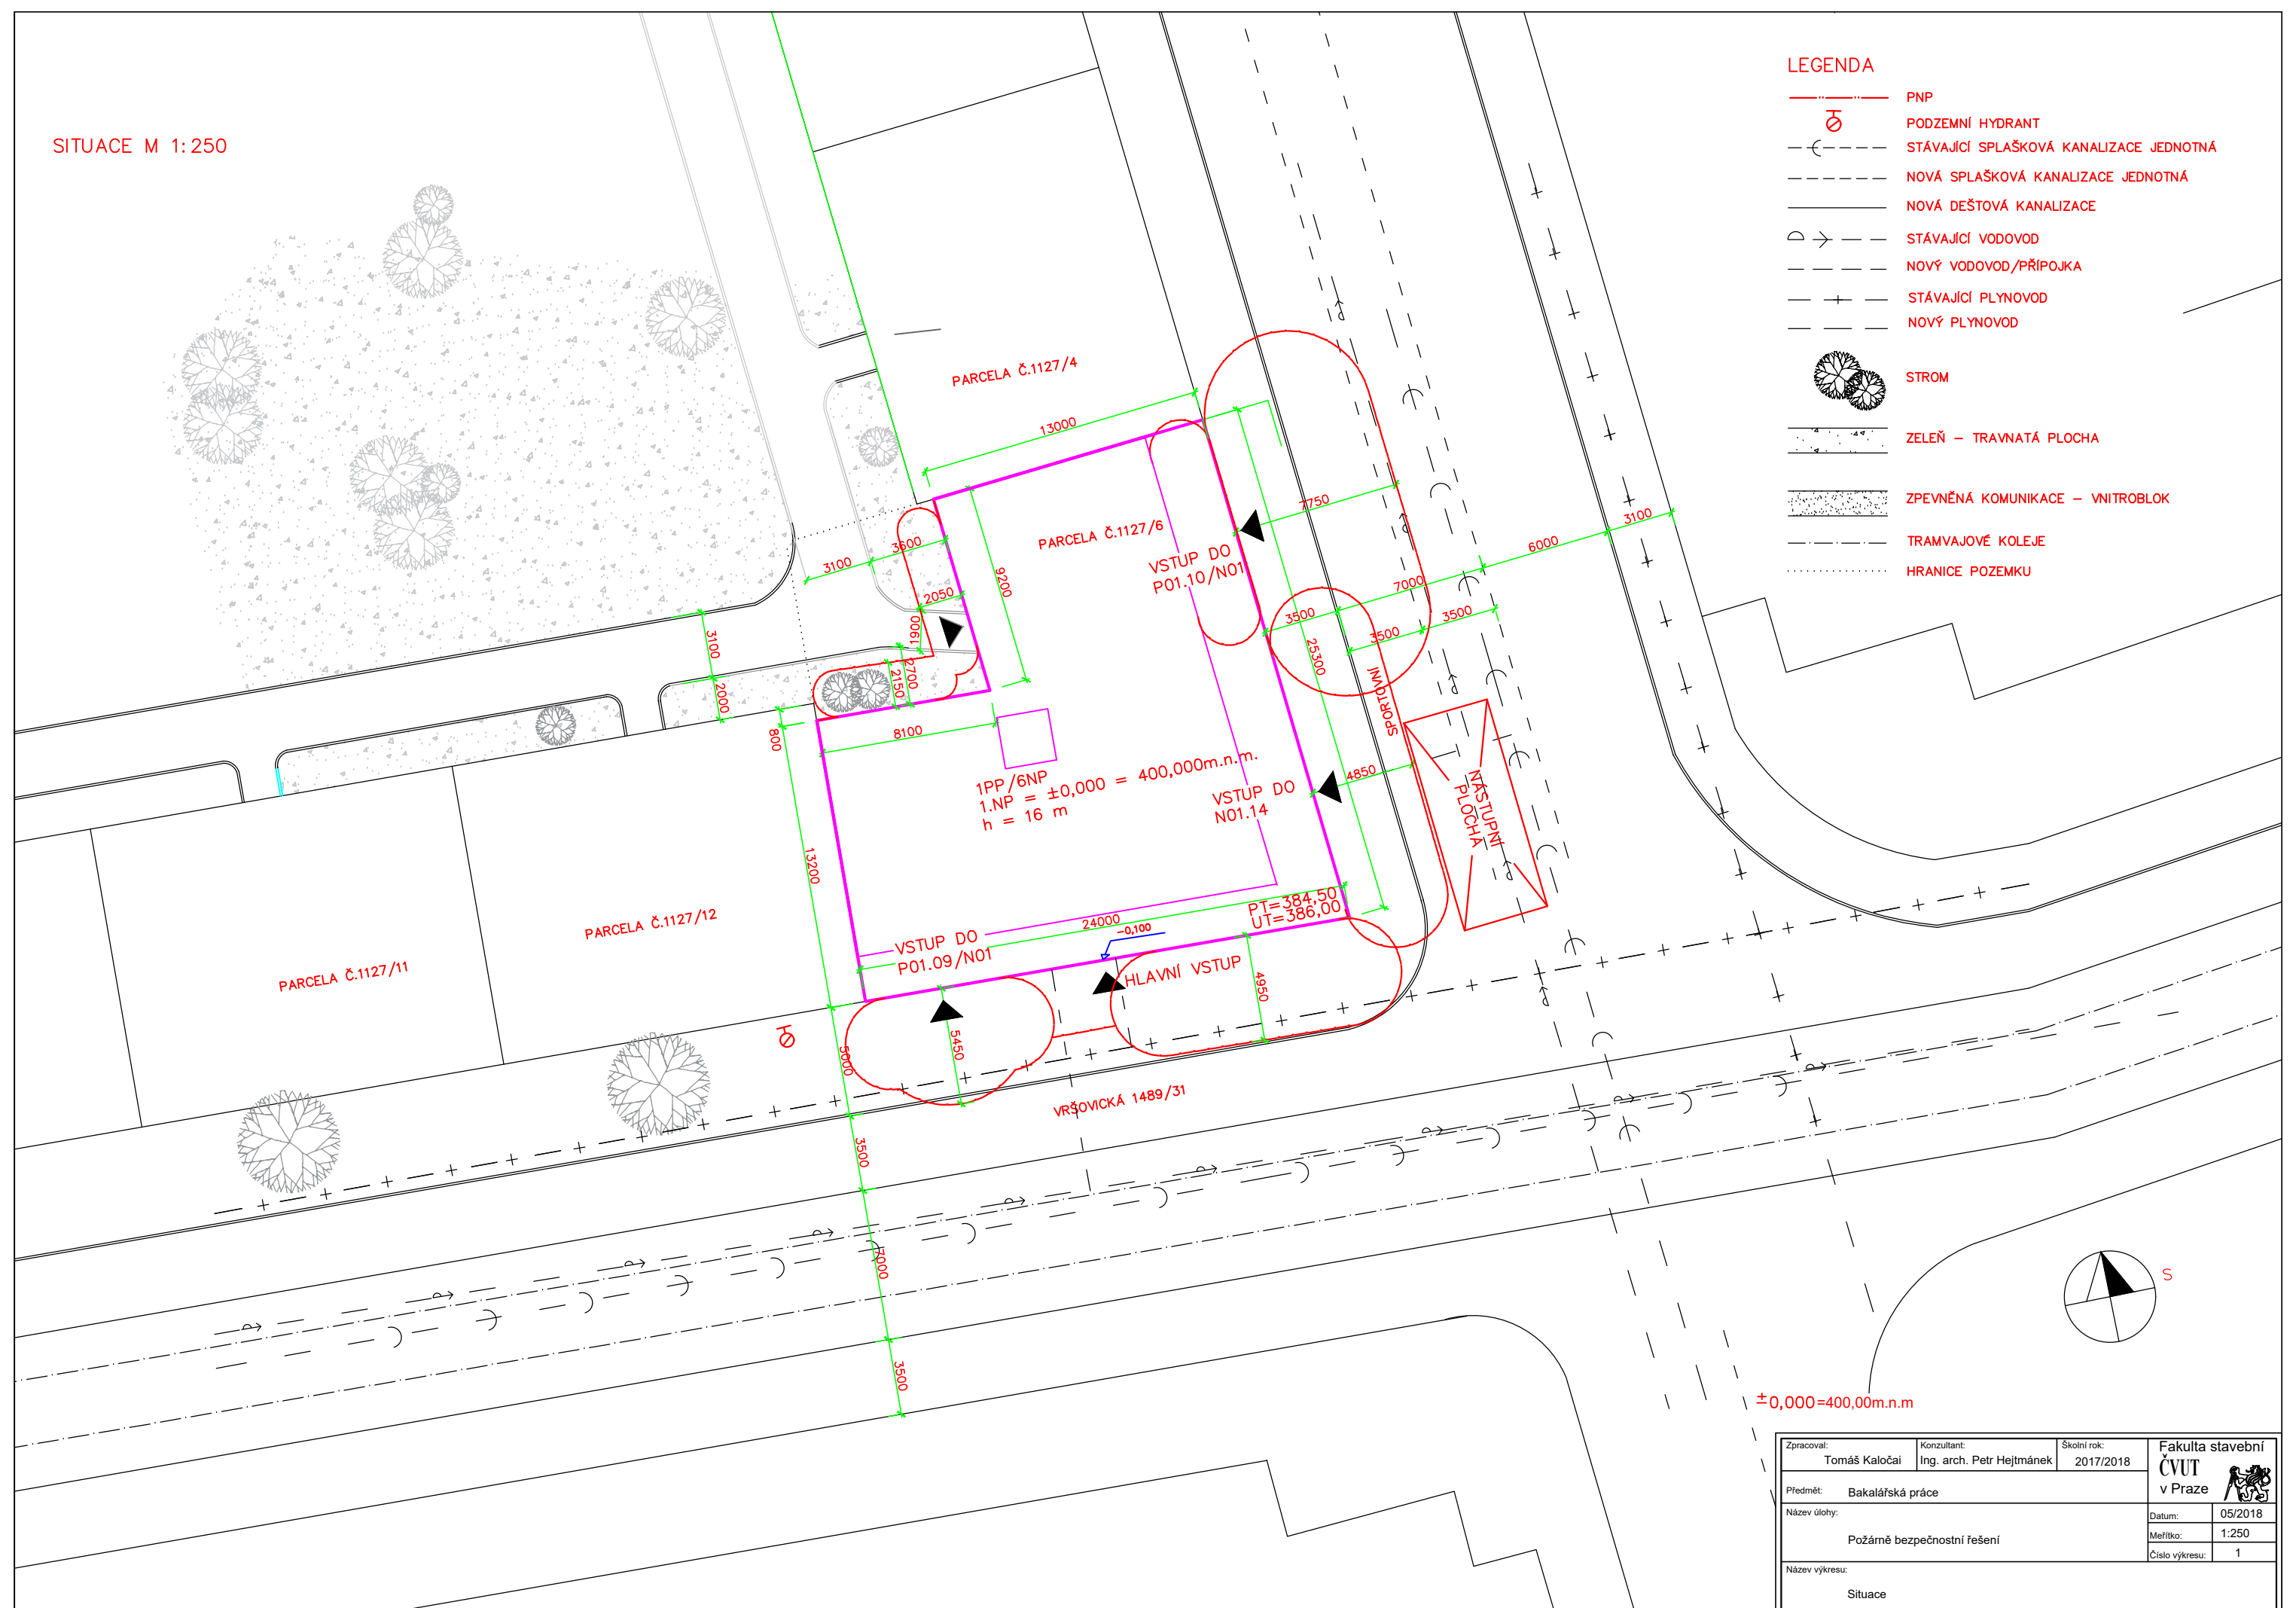 SITUACE M 1:250
LEGENDA
PNP
PODZEMNÍ HYDRANT
STÁVAJÍCÍ SPLAŠKOVÁ KANALIZACE JEDNOTNÁ
NOVÁ SPLAŠKOVÁ KANALIZACE JEDNOTNÁ
NOVÁ DEŠTOVÁ KANALIZACE
STÁVAJÍCÍ VODOVOD
NOVÝ VODOVOD/PŘÍPOJKA
STÁVAJÍCÍ PLYNOVOD
NOVÝ PLYNOVOD
STROM
ZELEŇ – TRAVNATÁ PLOCHA
ZPEVNĚNÁ KOMUNIKACE – VNITROBLOK
TRAMVAJOVÉ KOLEJE
HRANICE POZEMKU
PARCELA Č.1127/4
13000
PARCELA Č.1127/6
7750
3100
6000
7000
3500
3500
3500
VSTUP DO
P01.10/N01
3100
3600
9200
2050
1900
25300
SPORTOVNÍ
3100
2000
2700
2150
800
8100
1PP/6NP
1.NP = ±0,000 = 400,000m.n.m.
h = 16 m
VSTUP DO
N01.14
4850
NÁSTUPNÍ
PLOCHA
13200
PARCELA Č.1127/12
PARCELA Č.1127/11
PT=384,50
UT=386,00
24000
-0,100
VSTUP DO
P01.09/N01
HLAVNÍ VSTUP
4950
5450
5000
VRŠOVICKÁ 1489/31
3500
7000
3500
S
±0,000=400,00m.n.m
Zpracoval:
Tomáš Kaločai
Konzultant:
Ing. arch. Petr Hejtmánek
Školní rok:
2017/2018
Fakulta stavební
ČVUT
v Praze
Předmět:
Bakalářská práce
Název úlohy:
Požárně bezpečnostní řešení
Datum:
05/2018
Meřítko:
1:250
Číslo výkresu:
1
Název výkresu:
Situace